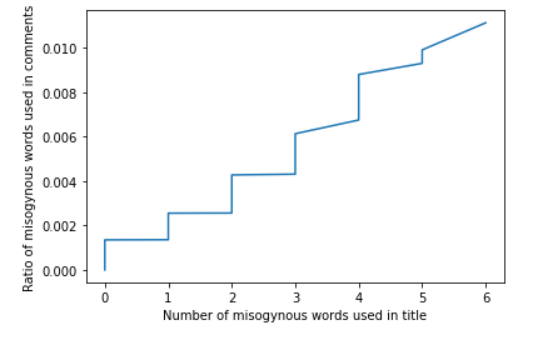 Ratio of misogynous words used in comments
0.010
0.008
0.006
0.004
0.002
0.000
0 1 2 3 4 5 6
Number of misogynous words used in title